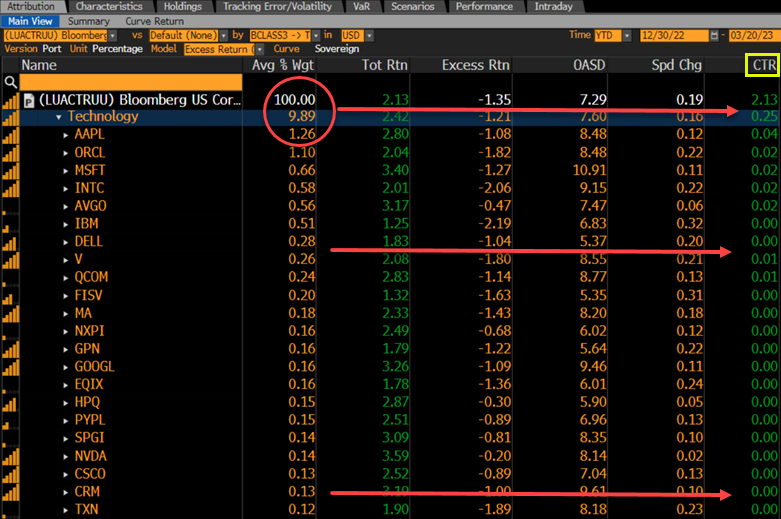 Attribution Characteristics Holdings Tracking Error/Volatility VaR Scenarios Performance Intraday
Main View Summary Curve Return
(LUACTRUU) Bloomberg vs Default (None) by BCLASS3 -> T in USD Time YTD 12/30/22 - 03/20/23
Version Port Unit Percentage Model Excess Return ( Curve Sovereign
Name Avg % Wgt Tot Rtn Excess Rtn OASD Spd Chg CTR
(LUACTRUU) Bloomberg US Cor... 100.00 2.13 -1.35 7.29 0.19 2.13
Technology 9.89 2.42 -1.21 7.60 0.16 0.25
AAPL 1.26 2.80 -1.08 8.48 0.12 0.04
ORCL 1.10 2.04 -1.82 8.48 0.22 0.02
MSFT 0.66 3.40 -1.27 10.91 0.11 0.02
INTC 0.58 2.01 -2.06 9.15 0.22 0.02
AVGO 0.56 3.17 -0.47 7.47 0.06 0.02
IBM 0.51 1.25 -2.19 6.83 0.32 0.00
DELL 0.28 1.83 -1.04 5.37 0.20 0.00
V 0.26 2.08 -1.80 8.55 0.21 0.01
QCOM 0.24 2.83 -1.14 8.77 0.13 0.01
FISV 0.20 1.32 -1.63 5.35 0.31 0.00
MA 0.18 2.33 -1.43 8.20 0.18 0.00
NXPI 0.16 2.49 -0.68 6.02 0.12 0.00
GPN 0.16 1.79 -1.22 5.64 0.22 0.00
GOOGL 0.16 3.26 -1.09 9.46 0.11 0.00
EQIX 0.16 1.78 -1.36 6.01 0.24 0.00
HPQ 0.15 2.87 -0.30 5.90 0.05 0.00
PYPL 0.15 2.51 -0.89 6.96 0.13 0.00
SPGI 0.14 3.09 -0.81 8.35 0.10 0.00
NVDA 0.14 3.59 -0.20 8.14 0.02 0.00
CSCO 0.13 2.52 -0.89 7.04 0.13 0.00
CRM 0.13 3.19 -1.00 9.61 0.10 0.00
TXN 0.12 1.90 -1.89 8.18 0.23 0.00